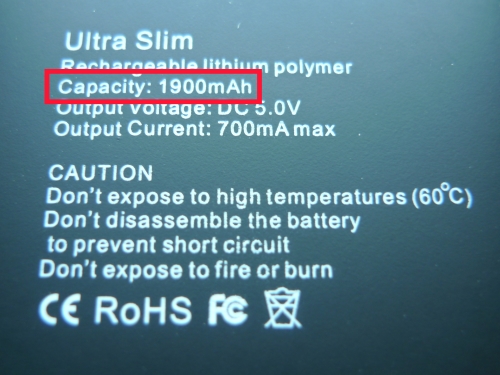 Ultra Slim
Rechargeable lithium polymer
Capacity: 1900mAh
Output Voltage: DC 5.0V
Output Current: 700mA max
CAUTION
Don't expose to high temperatures (60°C)
Don't disassemble the battery
to prevent short circuit
Don't expose to fire or burn
CE RoHS FC